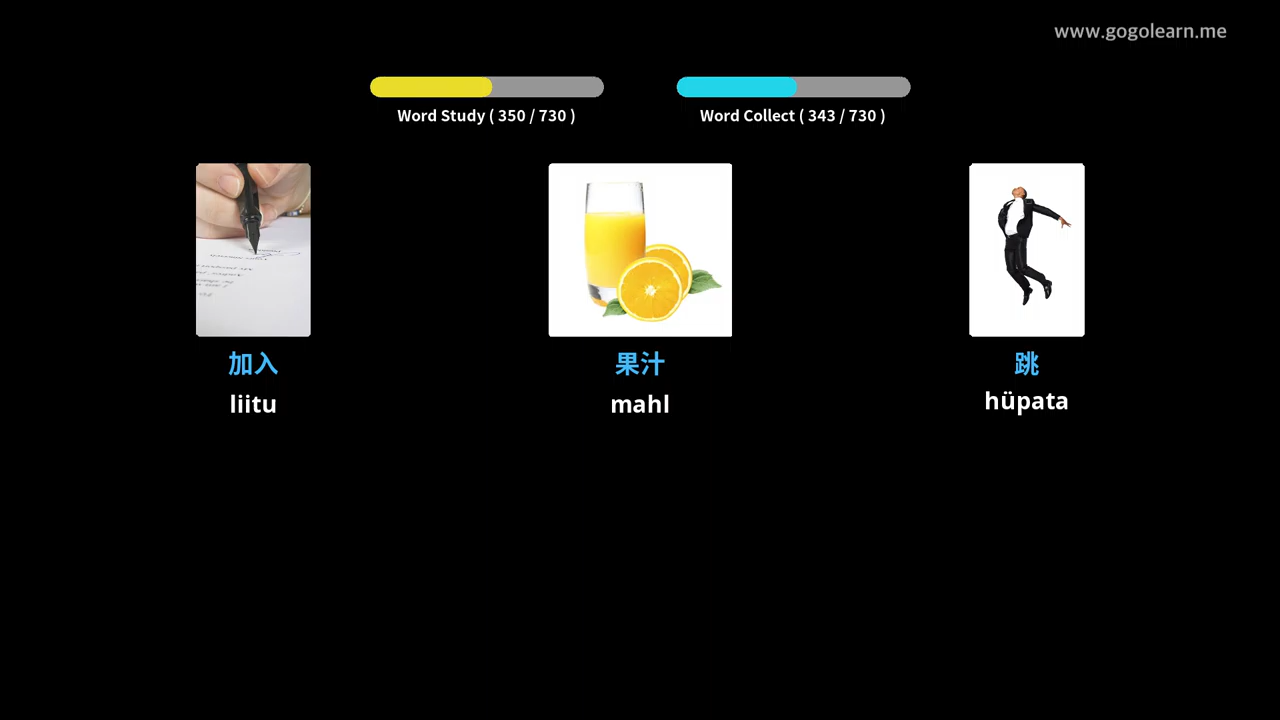 www.gogolearn.me
Word Study ( 350 / 730 )
Word Collect ( 343 / 730 )
加入
果汁
跳
liitu
mahl
hüpata